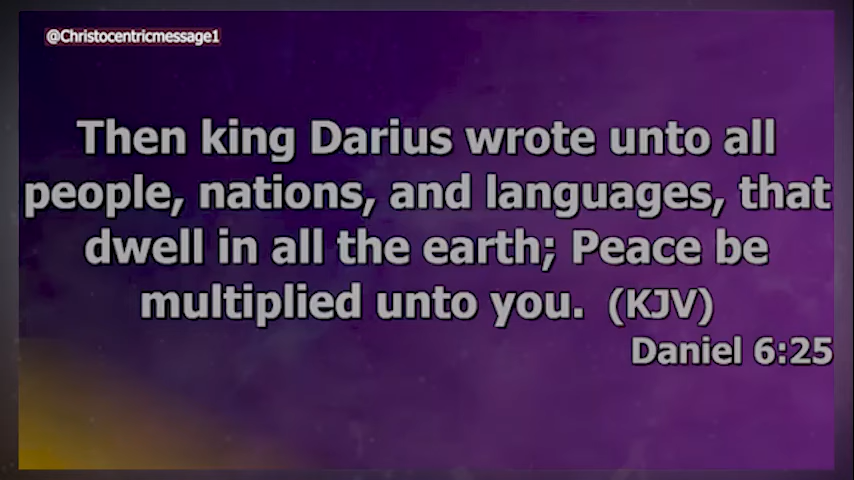 @Christocentricmessage1
Then king Darius wrote unto all
people, nations, and languages, that
dwell in all the earth; Peace be
multiplied unto you. (KJV)
Daniel 6:25